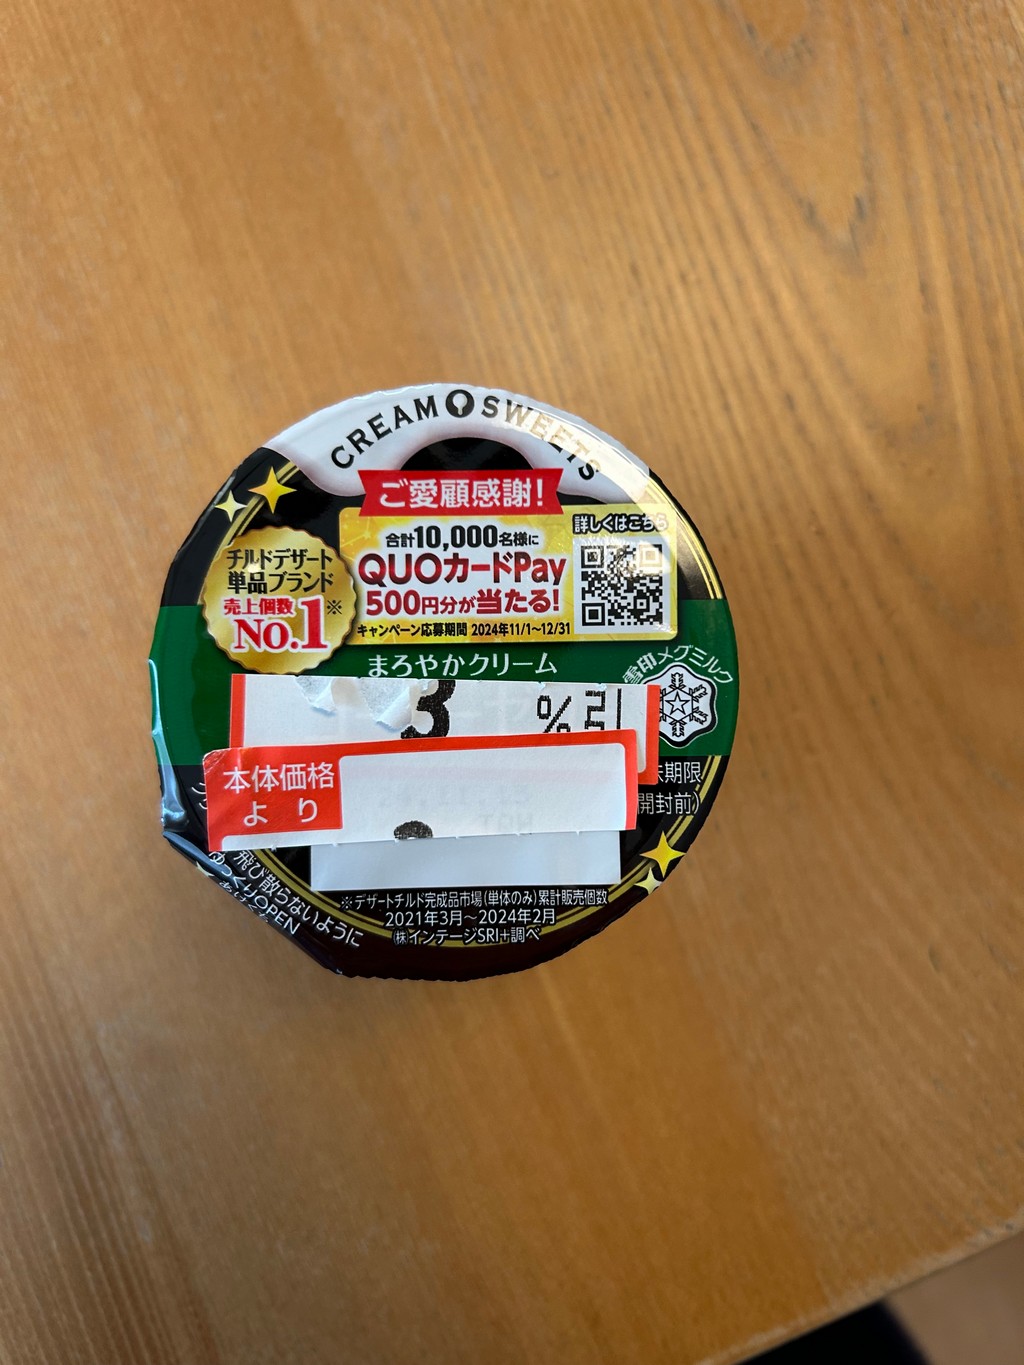 CREAM SWEETS
ご愛顧感謝!
合計10,000名様に
QUOカードPay
500円分が当たる!
キャンペーン応募期間 2024年11/1~12/31
詳しくはこちら
チルドデザート
単品ブランド
売上個数※
No.1
まろやかクリーム
雪印メグミルク
3 %引
本体価格
より
期限
開封前)
飛び散らないように
OPEN
※デザートチルド完成品市場(単体のみ)累計販売個数
2021年3月~2024年2月
㈱インテージSRI+調べ